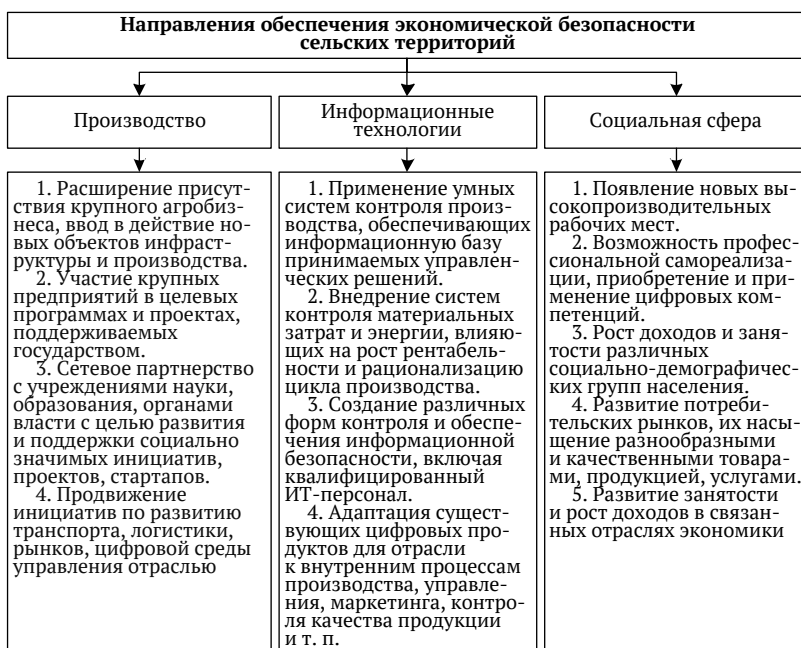 Направления обеспечения экономической безопасности
сельских территорий
Производство
Информационные
технологии
Социальная сфера
1. Расширение присут-
ствия крупного агробиз-
неса, ввод в действие но-
вых объектов инфраст-
руктуры и производства.
2. Участие крупных
предприятий в целевых
программах и проектах,
поддерживаемых
государством.
3. Сетевое партнерство
с учреждениями науки,
образования, органами
власти с целью развития
и поддержки социально
значимых инициатив,
проектов, стартапов.
4. Продвижение
инициатив по развитию
транспорта, логистики,
рынков, цифровой среды
управления отраслью
1. Применение умных
систем контроля произ-
водства, обеспечивающих
информационную базу
принимаемых управлен-
ческих решений.
2. Внедрение систем
контроля материальных
затрат и энергии, влияю-
щих на рост рентабель-
ности и рационализацию
цикла производства.
3. Создание различных
форм контроля и обеспе-
чения информационной
безопасности, включая
квалифицированный
ИТ-персонал.
4. Адаптация сущест-
вующих цифровых про-
дуктов для отрасли
к внутренним процессам
производства, управле-
ния, маркетинга, контро-
ля качества продукции
и т. п.
1. Появление новых вы-
сокопроизводительных
рабочих мест.
2. Возможность профес-
сиональной самореализа-
ции, приобретение и при-
менение цифровых ком-
петенций.
3. Рост доходов и заня-
тости различных
социально-демографичес-
ких групп населения.
4. Развитие потреби-
тельских рынков, их насы-
щение разнообразными
и качественными товара-
ми, продукцией, услугами.
5. Развитие занятости
и рост доходов в связан-
ных отраслях экономики